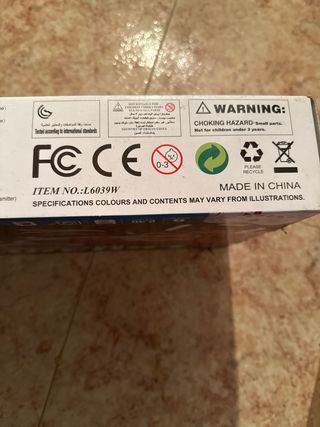 ⚠ WARNING:
CHOKING HAZARD-Small parts.
Not for children under 3 years.
Tested according to international standards
FC CE
0-3
PLEASE
RECYCLE
ITEM NO.:L6039W
MADE IN CHINA
SPECIFICATIONS COLOURS AND CONTENTS MAY VARY FROM ILLUSTRATIONS.